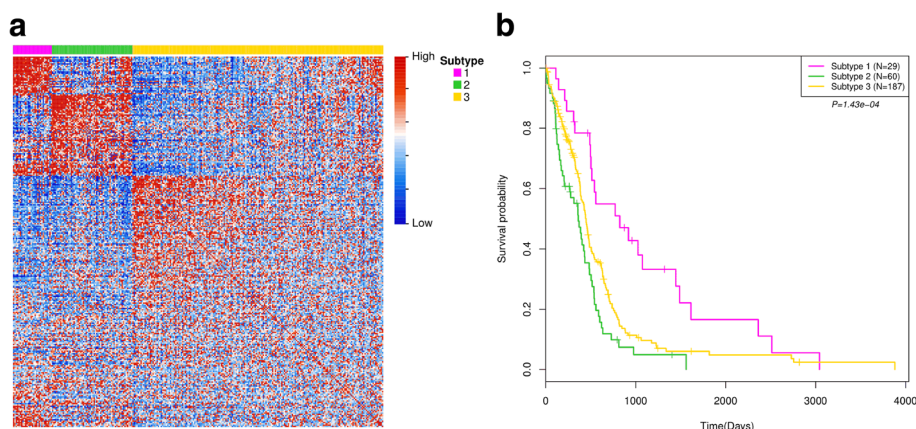 a
High
Low
Subtype
1
2
3
b
Subtype 1 (N=29)
Subtype 2 (N=60)
Subtype 3 (N=187)
P=1.43e−04
Survival probability
1.0
0.8
0.6
0.4
0.2
0.0
0
1000
2000
3000
4000
Time(Days)